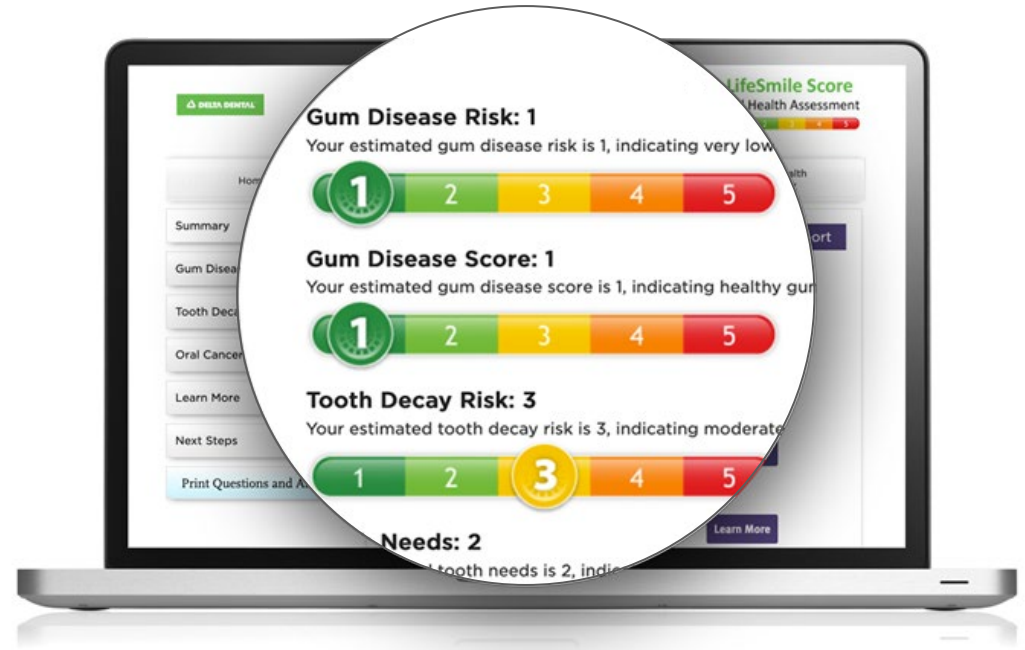 DELTA DENTAL
LifeSmile Score
Health Assessment
2 3 4 5
Summary
Gum
Tooth
Oral Cancer
Learn More
Next Steps
Print Questions and
Gum Disease Risk: 1
Your estimated gum disease risk is 1, indicating very low
1 2 3 4 5
Gum Disease Score: 1
Your estimated gum disease score is 1, indicating healthy
1 2 3 4 5
Tooth Decay Risk: 3
Your estimated tooth decay risk is 3, indicating moderate
1 2 3 4 5
Needs: 2
tooth needs is 2,
Learn More